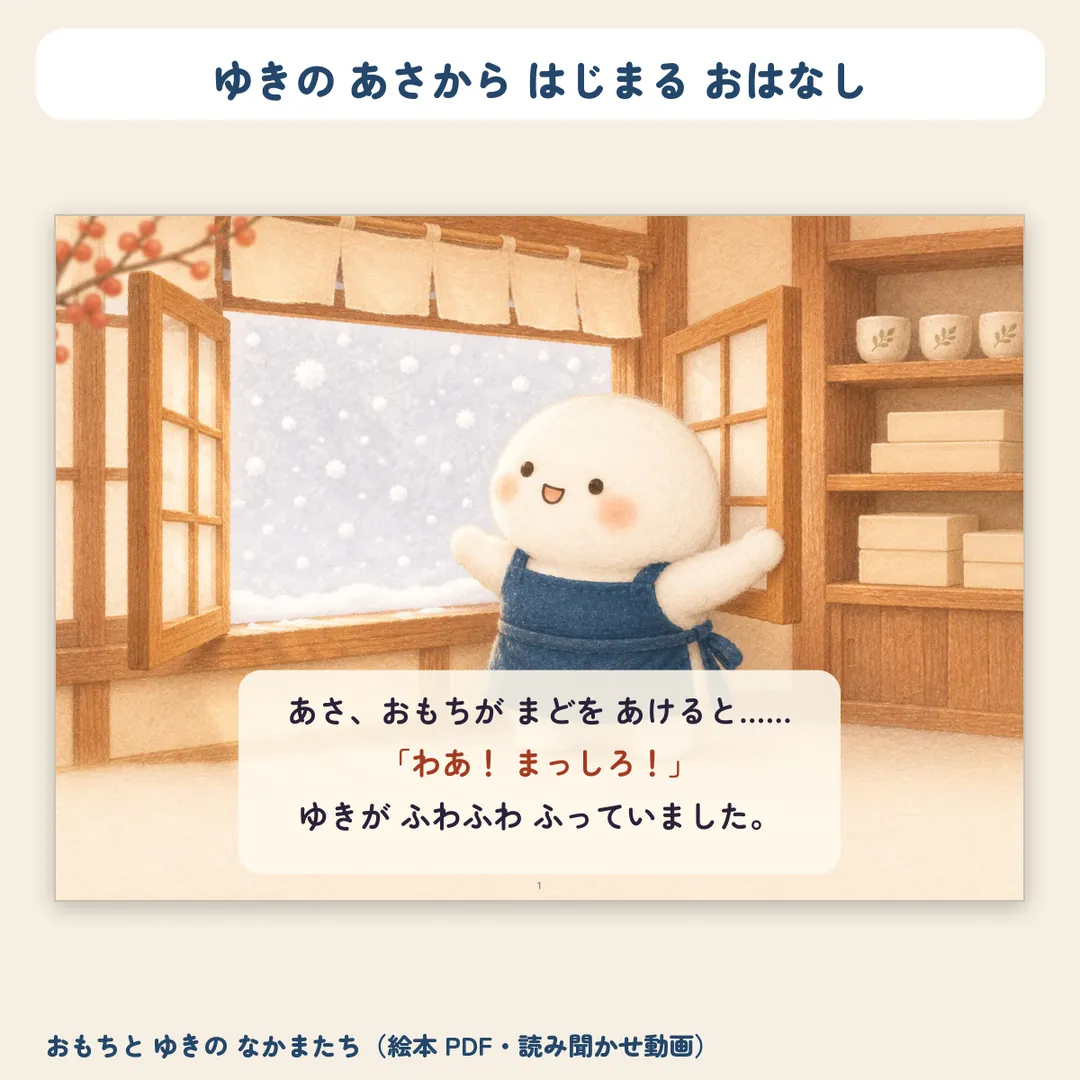 ゆきの あさから はじまる おはなし
あさ、おもちが まどを あけると……
「わあ！ まっしろ！」
ゆきが ふわふわ ふっていました。
1
おもちと ゆきの なかまたち（絵本 PDF・読み聞かせ動画）